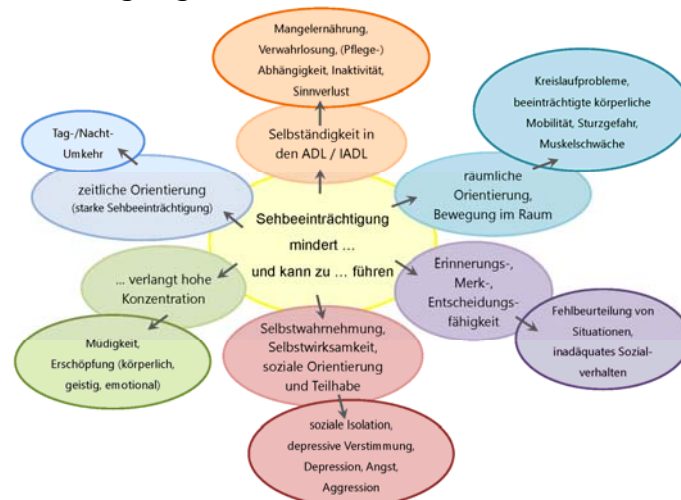 Mangelernährung,
Verwahrlosung, (Pflege-)
Abhängigkeit, Inaktivität,
Sinnverlust
Selbständigkeit in
den ADL / IADL
Kreislaufprobleme,
beeinträchtigte körperliche
Mobilität, Sturzgefahr,
Muskelschwäche
räumliche
Orientierung,
Bewegung im Raum
Tag-/Nacht-
Umkehr
zeitliche Orientierung
(starke Sehbeeinträchtigung)
Sehbeeinträchtigung
mindert ...
und kann zu ... führen
... verlangt hohe
Konzentration
Müdigkeit,
Erschöpfung (körperlich,
geistig, emotional)
Erinnerungs-,
Merk-,
Entscheidungs-
fähigkeit
Fehlbeurteilung von
Situationen,
inadäquates Sozial-
verhalten
Selbstwahrnehmung,
Selbstwirksamkeit,
soziale Orientierung
und Teilhabe
soziale Isolation,
depressive Verstimmung,
Depression, Angst,
Aggression